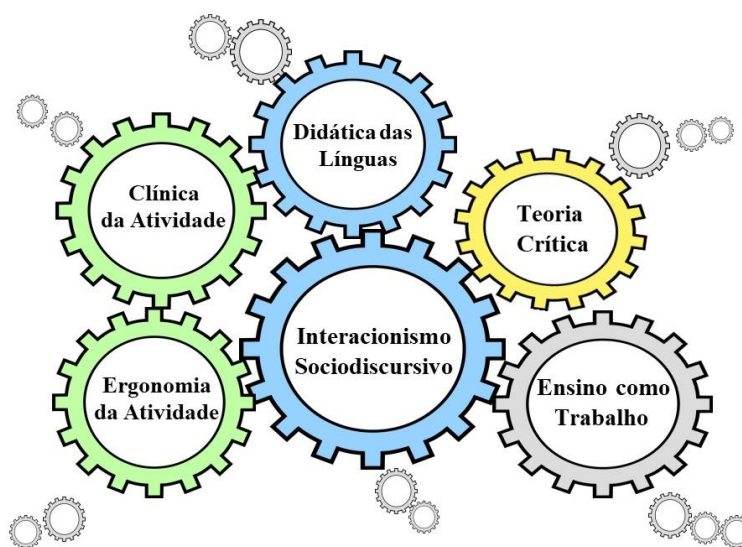 Didática das
Línguas
Clínica
da Atividade
Teoria
Crítica
Interacionismo
Sociodiscursivo
Ergonomia
da Atividade
Ensino como
Trabalho